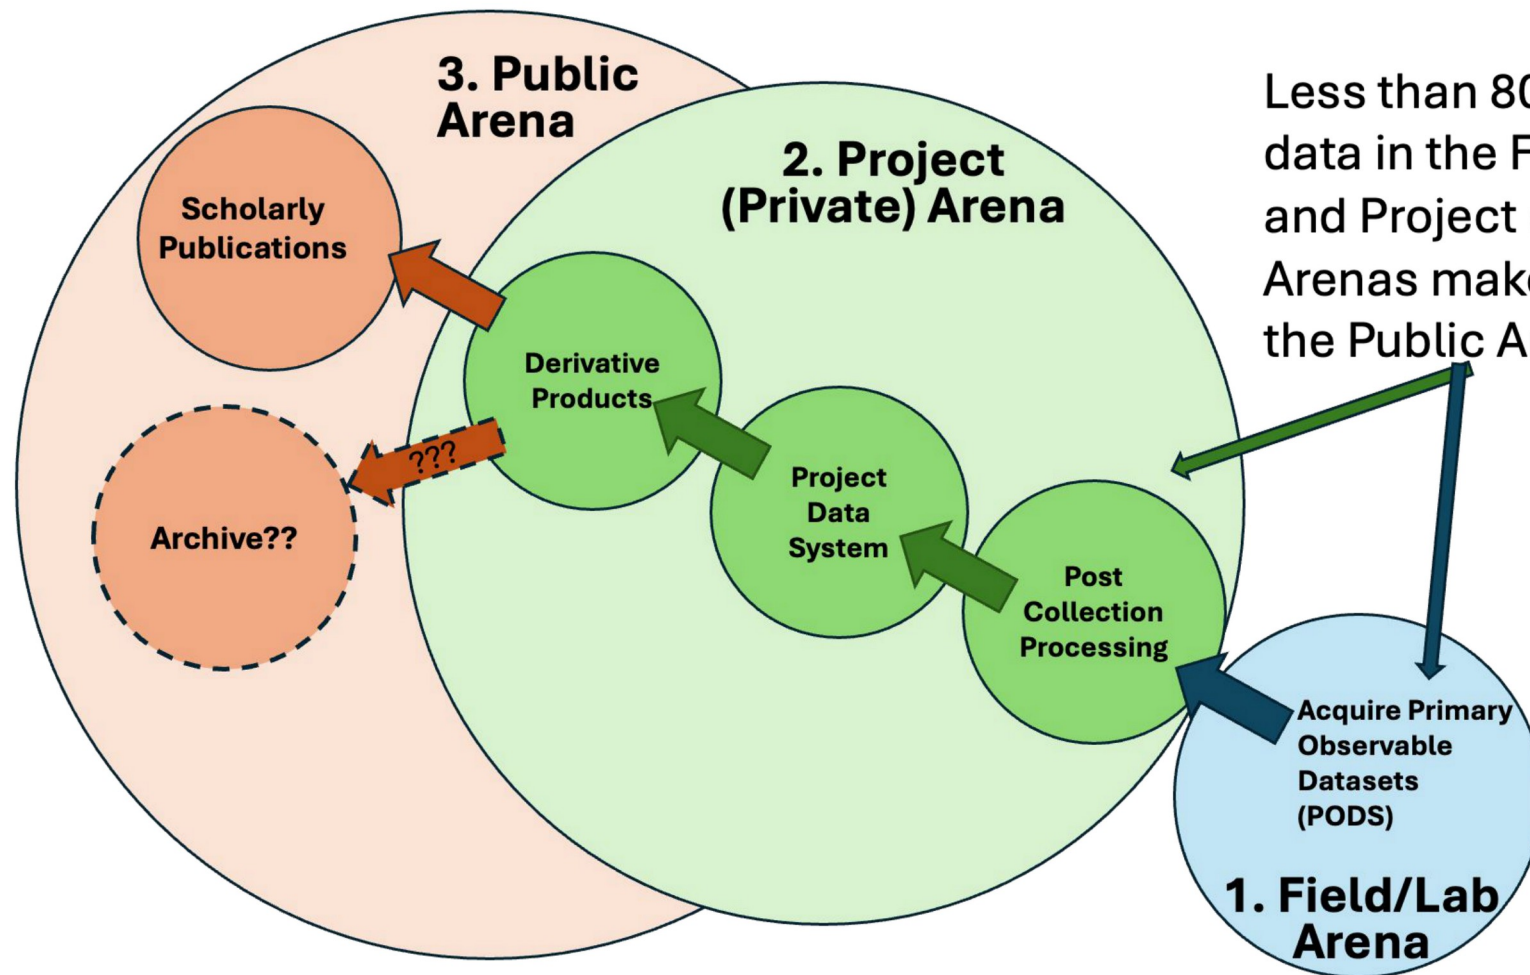 3. Public
Arena
2. Project
(Private) Arena
Less than 80
data in the F
and Project
Arenas make
the Public A
Scholarly
Publications
Derivative
Products
???
Archive??
Project
Data
System
Post
Collection
Processing
Acquire Primary
Observable
Datasets
(PODS)
1. Field/Lab
Arena